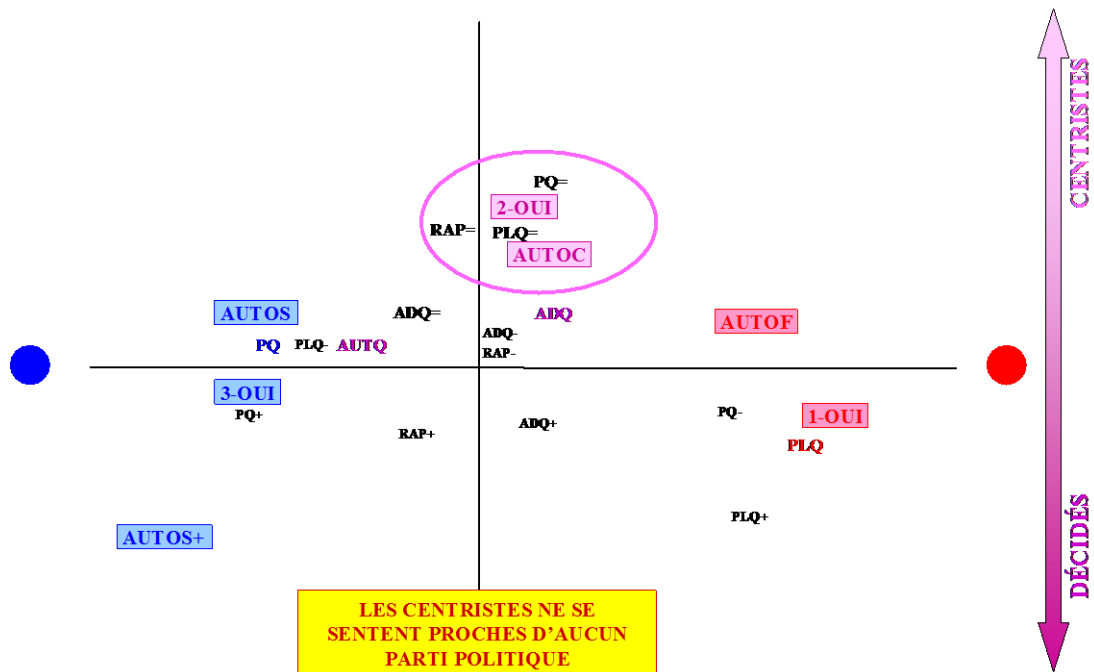 CENTRISTES
PQ=
2-OUI
RAP=
PLQ=
AUTOC
AUTOS
ADQ=
ADQ
AUTOF
ADQ-
PQ
PLQ-
AUTQ
RAP-
3-OUI
PQ+
RAP+
ADQ+
PQ-
1-OUI
PLQ
PLQ+
AUTOS+
DÉCIDÉS
LES CENTRISTES NE SE
SENTENT PROCHES D'AUCUN
PARTI POLITIQUE